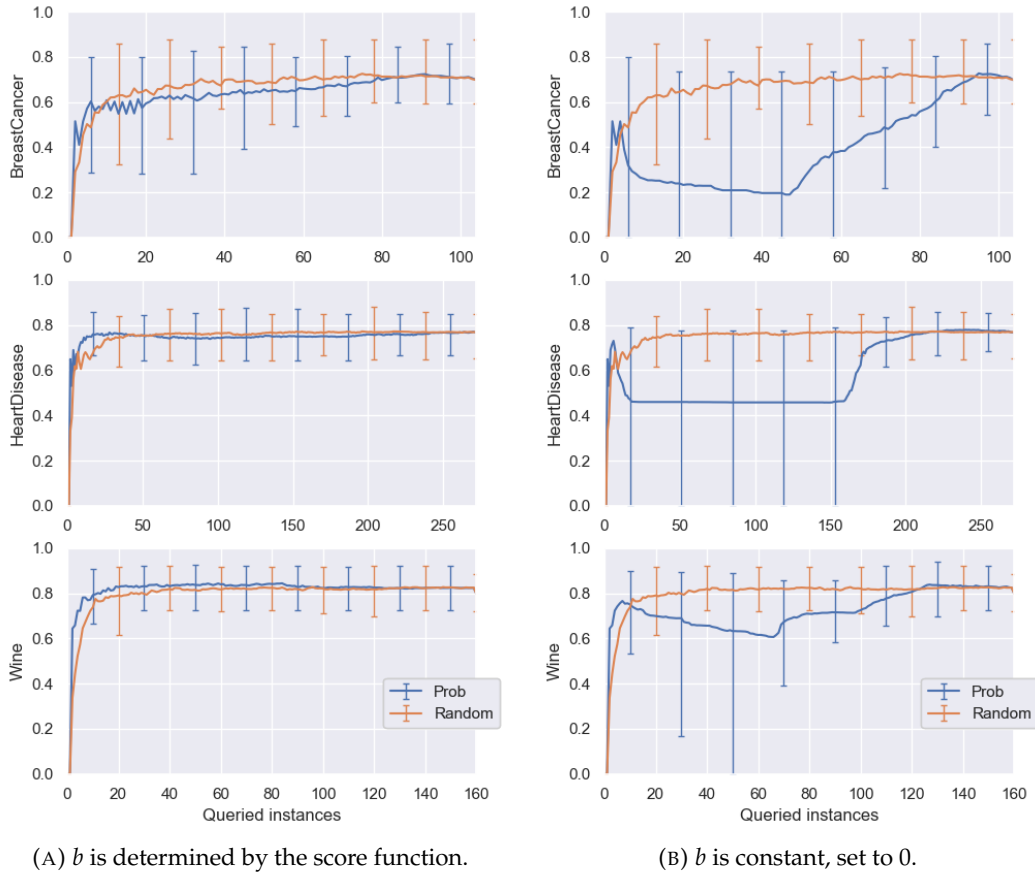 1.0
0.8
0.6
0.4
0.2
0.0
BreastCancer
0 20 40 60 80 100
1.0
0.8
0.6
0.4
0.2
0.0
HeartDisease
0 50 100 150 200 250
1.0
0.8
0.6
0.4
0.2
0.0
Wine
Prob
Random
0 20 40 60 80 100 120 140 160
Queried instances
(A) b is determined by the score function.
1.0
0.8
0.6
0.4
0.2
0.0
BreastCancer
0 20 40 60 80 100
1.0
0.8
0.6
0.4
0.2
0.0
HeartDisease
0 50 100 150 200 250
1.0
0.8
0.6
0.4
0.2
0.0
Wine
Prob
Random
0 20 40 60 80 100 120 140 160
Queried instances
(B) b is constant, set to 0.